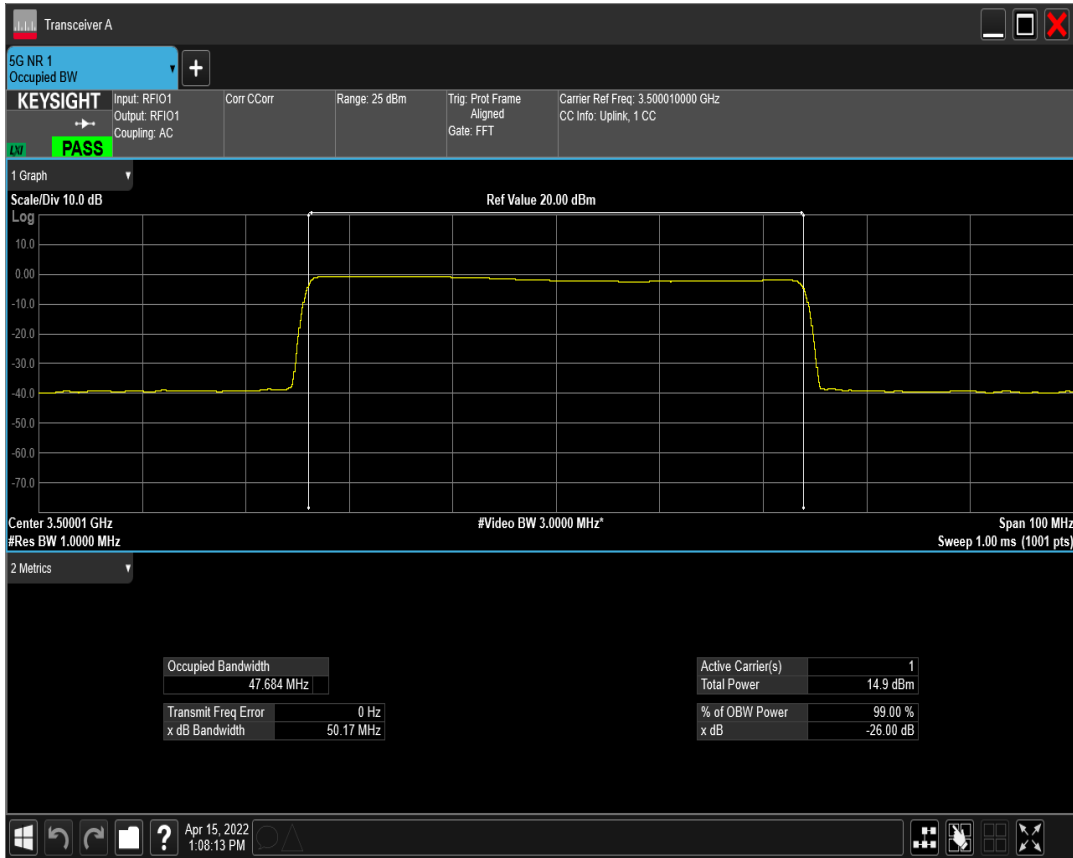 Transceiver A
5G NR 1
Occupied BW
KEYSIGHT
LXI
PASS
Input: RFIO1
Output: RFIO1
Coupling: AC
Corr CCorr
Range: 25 dBm
Trig: Prot Frame
Aligned
Gate: FFT
Carrier Ref Freq: 3.500010000 GHz
CC Info: Uplink, 1 CC
1 Graph
Scale/Div 10.0 dB
Ref Value 20.00 dBm
Log
10.0
0.00
-10.0
-20.0
-30.0
-40.0
-50.0
-60.0
-70.0
Center 3.50001 GHz
#Video BW 3.0000 MHz*
Span 100 MHz
#Res BW 1.0000 MHz
Sweep 1.00 ms (1001 pts)
2 Metrics
Occupied Bandwidth
47.684 MHz
Transmit Freq Error 0 Hz
x dB Bandwidth 50.17 MHz
Active Carrier(s) 1
Total Power 14.9 dBm
% of OBW Power 99.00 %
x dB -26.00 dB
?
Apr 15, 2022
1:08:13 PM